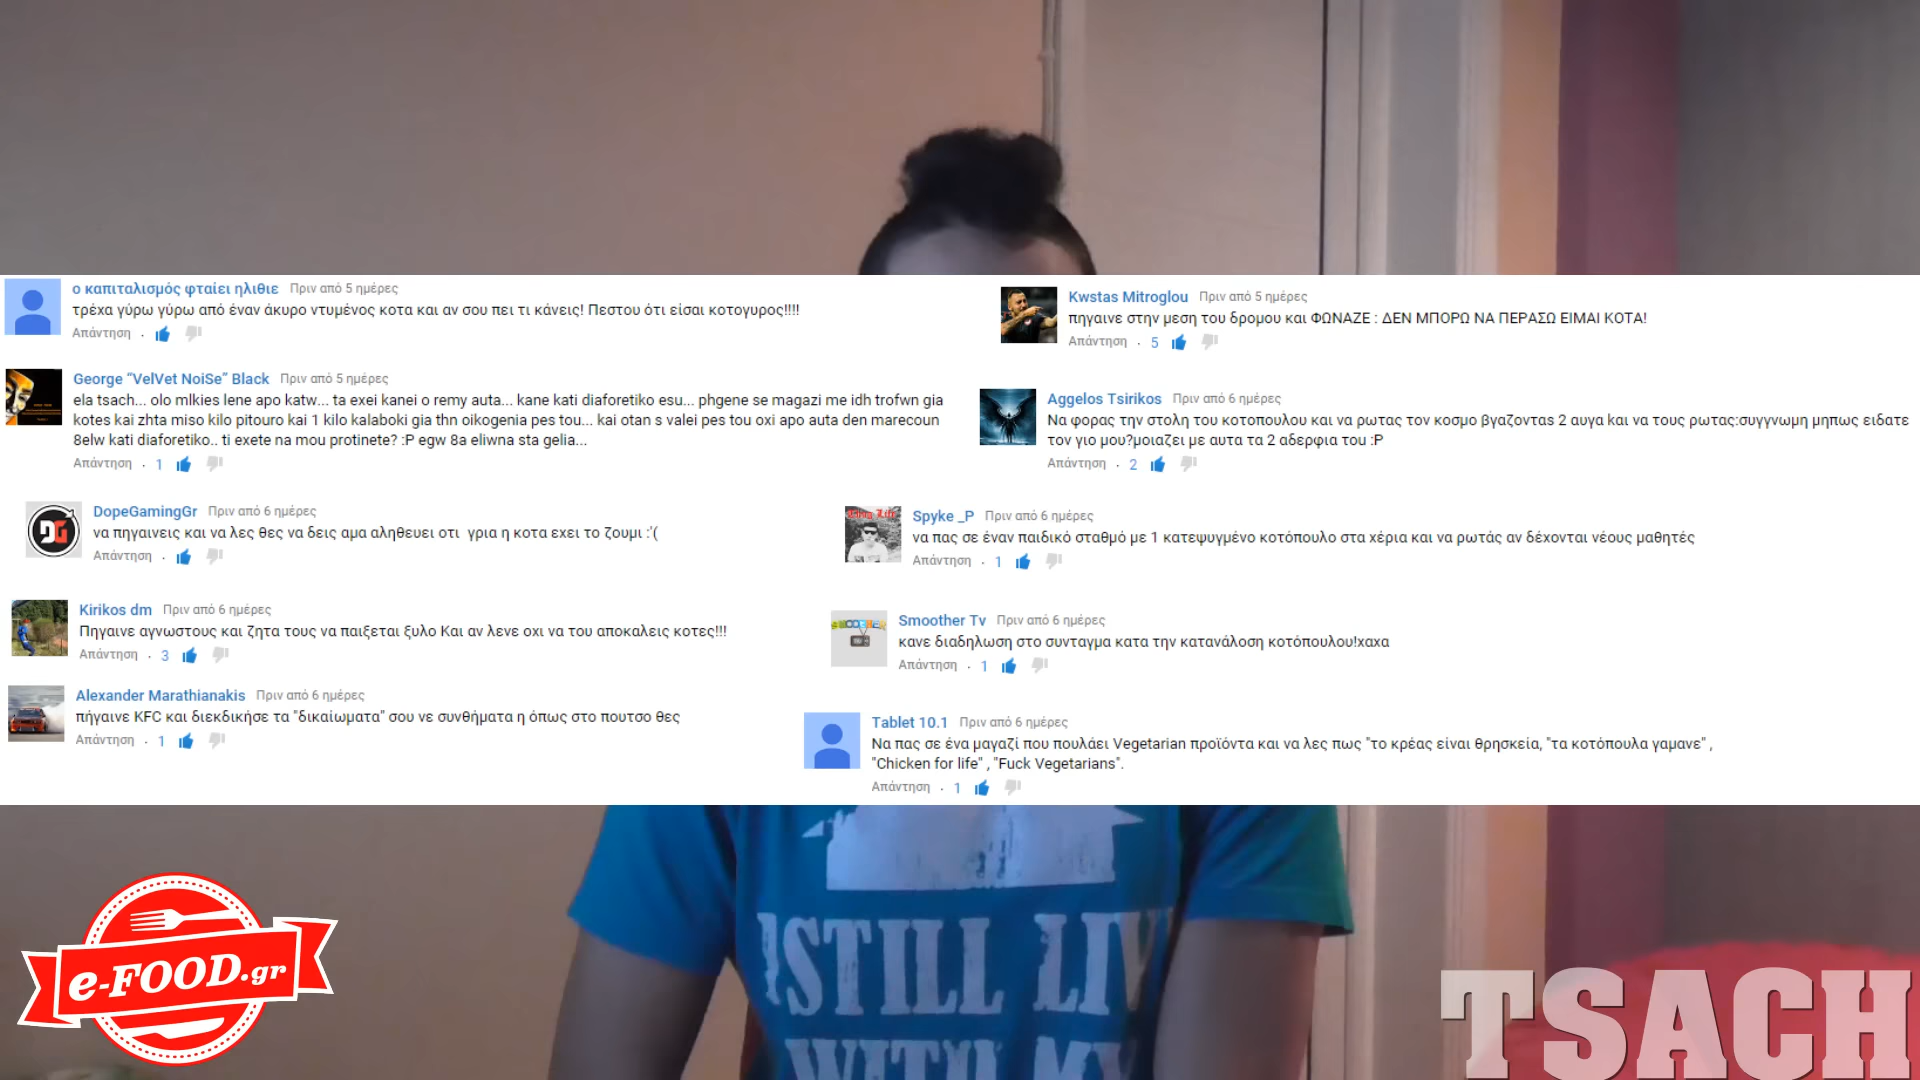 ο καπιταλισμός φταίει ηλιθιε Πριν από 5 ημέρες
τρέχα γύρω γύρω από έναν άκυρο ντυμένος κοτα και αν σου πει τι κάνεις! Πεστου ότι είσαι κοτογυρος!!!!
Απάντηση ·
George “VelVet NoiSe” Black Πριν από 5 ημέρες
ela tsach... olo mlkies lene apo katw... ta exei kanei o remy auta... kane kati diaforetiko esu... phgene se magazi me idh trofwn gia
kotes kai zhta miso kilo pitouro kai 1 kilo kalaboki gia thn oikogenia pes tou... kai otan s valei pes tou oxi apo auta den marecoun
8elw kati diaforetiko.. ti exete na mou protinete? :P egw 8a eliwna sta gelia...
Απάντηση · 1
DopeGamingGr Πριν από 6 ημέρες
να πηγαινεις και να λες θες να δεις αμα αληθευει οτι γρια η κοτα εχει το ζουμι :'(
Απάντηση ·
Kirikos dm Πριν από 6 ημέρες
Πηγαινε αγνωστους και ζητα τους να παιξεται ξυλο Και αν λενε οχι να του αποκαλεις κοτες!!!
Απάντηση · 3
Alexander Marathianakis Πριν από 6 ημέρες
πήγαινε KFC και διεκδικήσε τα "δικαίωματα" σου νε συνθήματα η όπως στο πουτσο θες
Απάντηση · 1
Kwstas Mitroglou Πριν από 5 ημέρες
πηγαινε στην μεση του δρομου και ΦΩΝΑΖΕ : ΔΕΝ ΜΠΟΡΩ ΝΑ ΠΕΡΑΣΩ ΕΙΜΑΙ ΚΟΤΑ!
Απάντηση · 5
Aggelos Tsirikos Πριν από 6 ημέρες
Να φορας την στολη του κοτοπουλου και να ρωτας τον κοσμο βγαζοντας 2 αυγα και να τους ρωτας:συγγνωμη μηπως ειδατε
τον γιο μου?μοιαζει με αυτα τα 2 αδερφια του :P
Απάντηση · 2
Spyke _P Πριν από 6 ημέρες
να πας σε έναν παιδικό σταθμό με 1 κατεψυγμένο κοτόπουλο στα χέρια και να ρωτάς αν δέχονται νέους μαθητές
Απάντηση · 1
Smoother Tv Πριν από 6 ημέρες
κανε διαδηλωση στο συνταγμα κατα την κατανάλοση κοτόπουλου!χαχα
Απάντηση · 1
Tablet 10.1 Πριν από 6 ημέρες
Να πας σε ένα μαγαζί που πουλάει Vegetarian προϊόντα και να λες πως "το κρέας είναι θρησκεία, "τα κοτόπουλα γαμανε" ,
"Chicken for life" , "Fuck Vegetarians".
Απάντηση · 1
e-FOOD.gr
I STILL LIV
WITH MY
TSACH